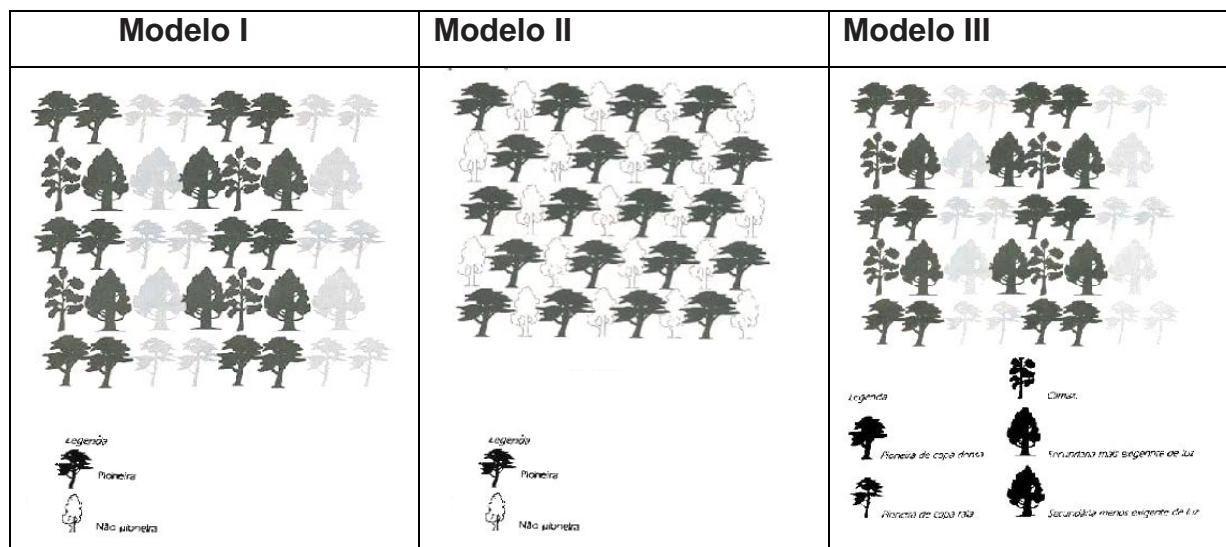 Modelo I
Modelo II
Modelo III
Legenda
Pioneira
Não pioneira
Legenda
Pioneira
Não pioneira
Legenda
Climax.
Pioneira de copa densa
Secundária mais exigente de luz
Pioneira de copa rala
Secundária menos exigente de luz